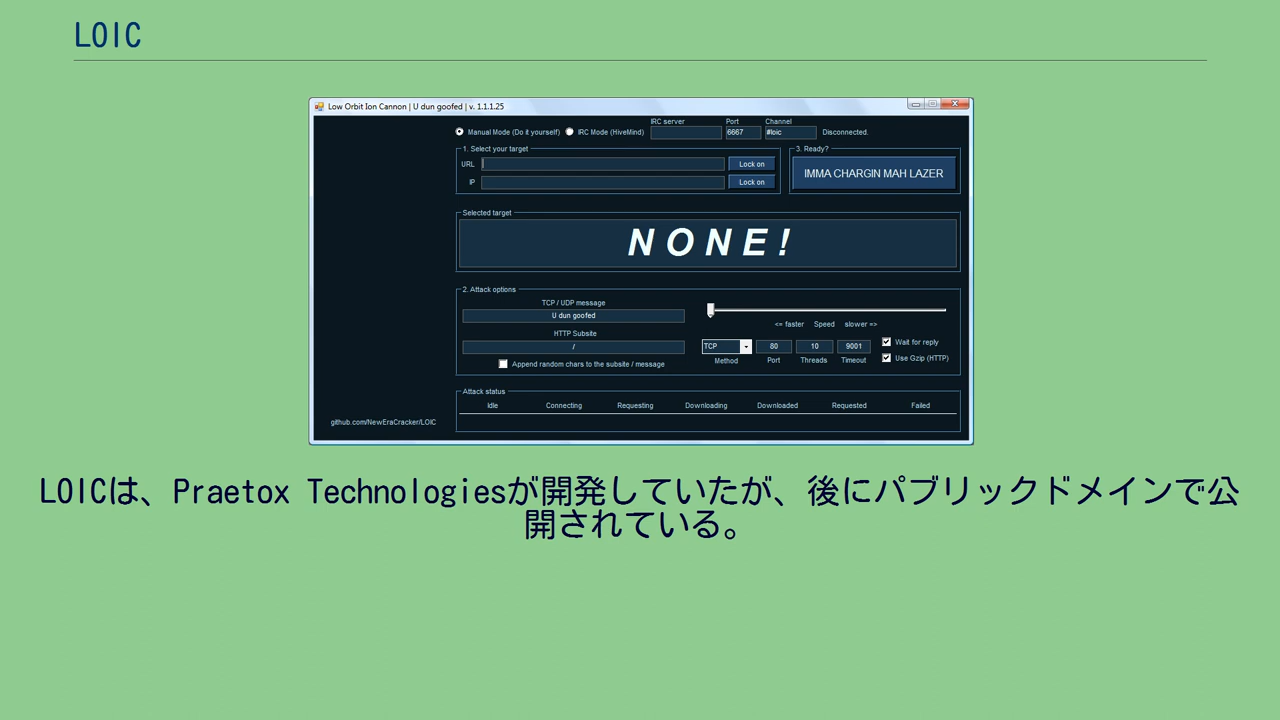 LOIC
Low Orbit Ion Cannon | U dun goofed | v. 1.1.1.25
Manual Mode (Do it yourself) IRC Mode (HiveMind) IRC server Port Channel
6667 #loic Disconnected.
1. Select your target
URL Lock on
IP Lock on
3. Ready?
IMMA CHARGIN MAH LAZER
Selected target
NONE!
2. Attack options
TCP / UDP message
U dun goofed
HTTP Subsite
/
Append random chars to the subsite / message
<= faster Speed slower =>
TCP 80 10 9001
Method Port Threads Timeout
Wait for reply
Use Gzip (HTTP)
Attack status
Idle Connecting Requesting Downloading Downloaded Requested Failed
github.com/NewEraCracker/LOIC
LOICは、Praetox Technologiesが開発していたが、後にパブリックドメインで公
開されている。